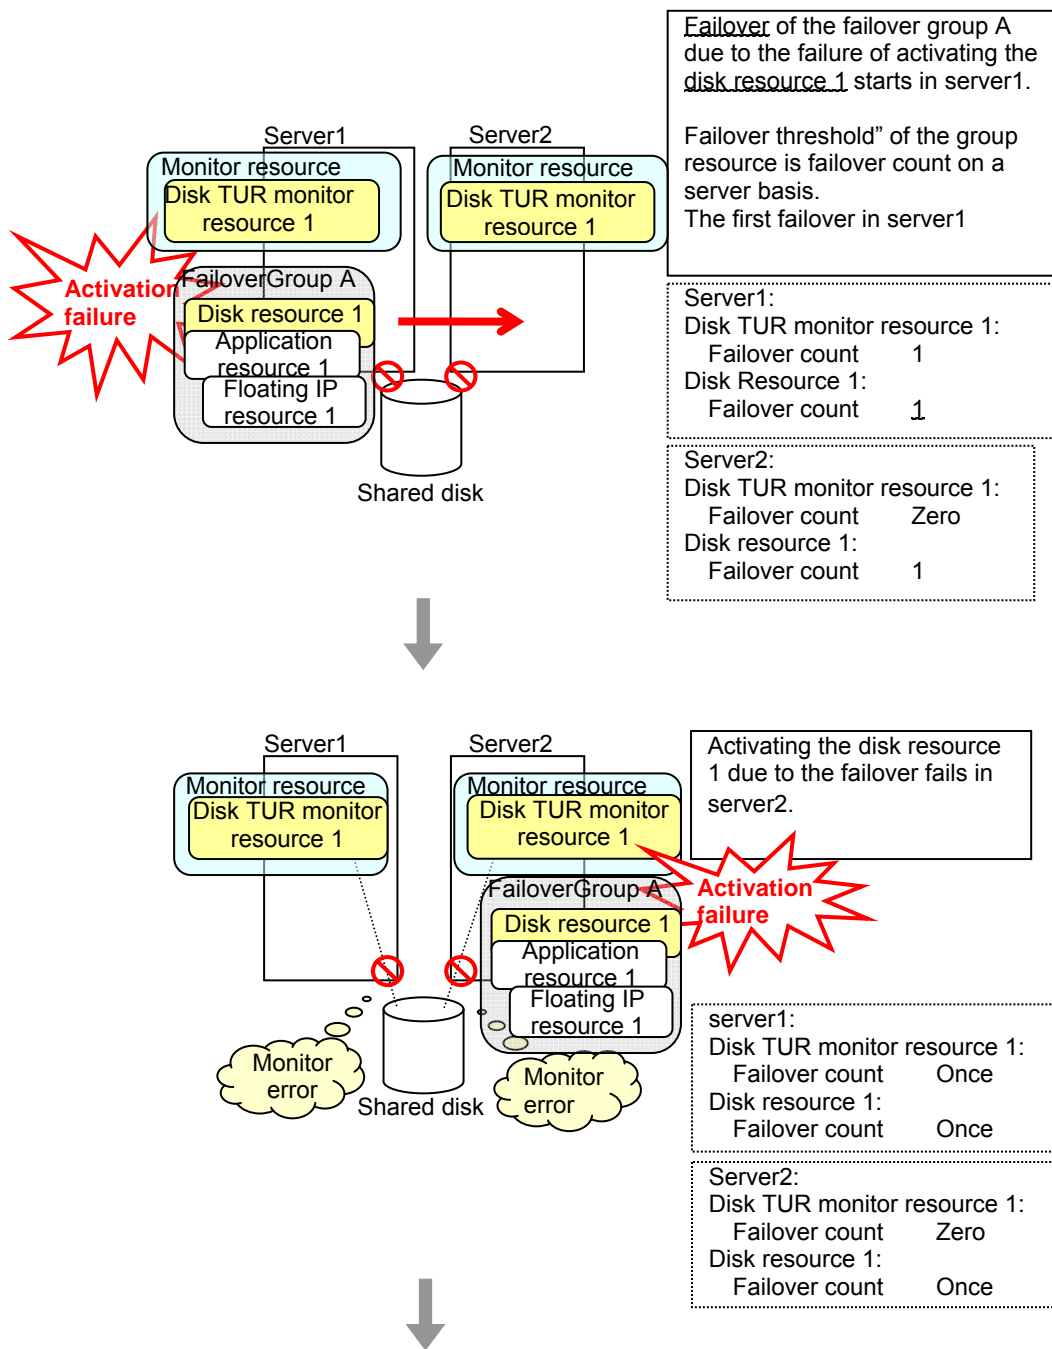 Failover of the failover group A
due to the failure of activating the
disk resource 1 starts in server1.
Failover threshold” of the group
resource is failover count on a
server basis.
The first failover in server1
Server1
Server2
Monitor resource
Disk TUR monitor
resource 1
Monitor resource
Disk TUR monitor
resource 1
Activation
failure
FailoverGroup A
Disk resource 1
Application
resource 1
Floating IP
resource 1
Shared disk
Server1:
Disk TUR monitor resource 1:
Failover count 1
Disk Resource 1:
Failover count 1
Server2:
Disk TUR monitor resource 1:
Failover count Zero
Disk resource 1:
Failover count 1
Server1
Server2
Monitor resource
Disk TUR monitor
resource 1
Monitor resource
Disk TUR monitor
resource 1
Activating the disk resource
1 due to the failover fails in
server2.
Activation
failure
FailoverGroup A
Disk resource 1
Application
resource 1
Floating IP
resource 1
Monitor
error
Shared disk
Monitor
error
server1:
Disk TUR monitor resource 1:
Failover count Once
Disk resource 1:
Failover count Once
Server2:
Disk TUR monitor resource 1:
Failover count Zero
Disk resource 1:
Failover count Once